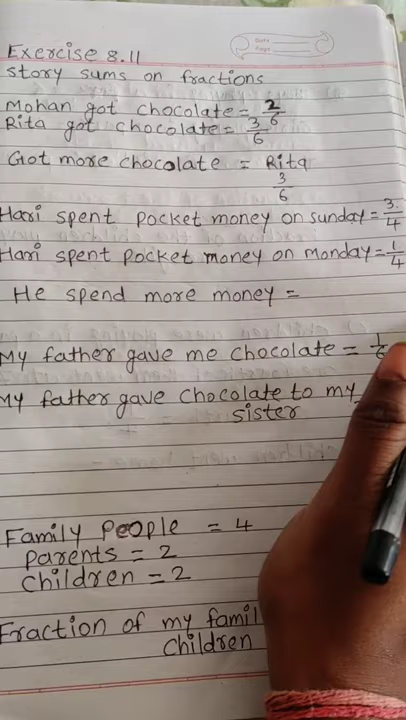 Exercise 8.11
Story sums on fractions
Date
Page
Mohan got chocolate = 2/6
Rita got chocolate = 3/6
Got more chocolate = Rita
3/6
Hari spent pocket money on sunday = 3/4
Hari spent pocket money on monday = 1/4
He spend more money =
My father gave me chocolate = 1/6
My father gave chocolate to my
sister
Family People = 4
Parents = 2
Children = 2
Fraction of my famil
children